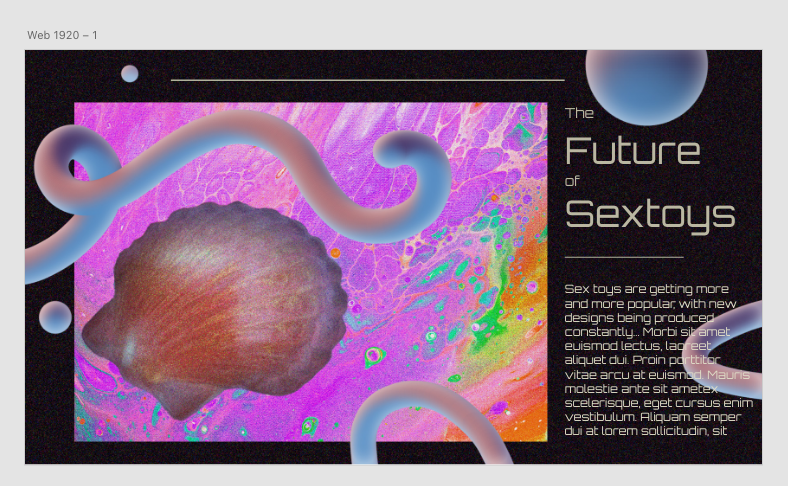 Web 1920 – 1
The
Future
of
Sextoys
Sex toys are getting more
and more popular, with new
designs being produced
constantly... Morbi sit amet
euismod lectus, laoreet
aliquet dui. Proin porttitor
vitae arcu at euismod. Mauris
molestie ante sit ametex
scelerisque, eget cursus enim
vestibulum. Aliquam semper
dui at lorem sollicitudin, sit